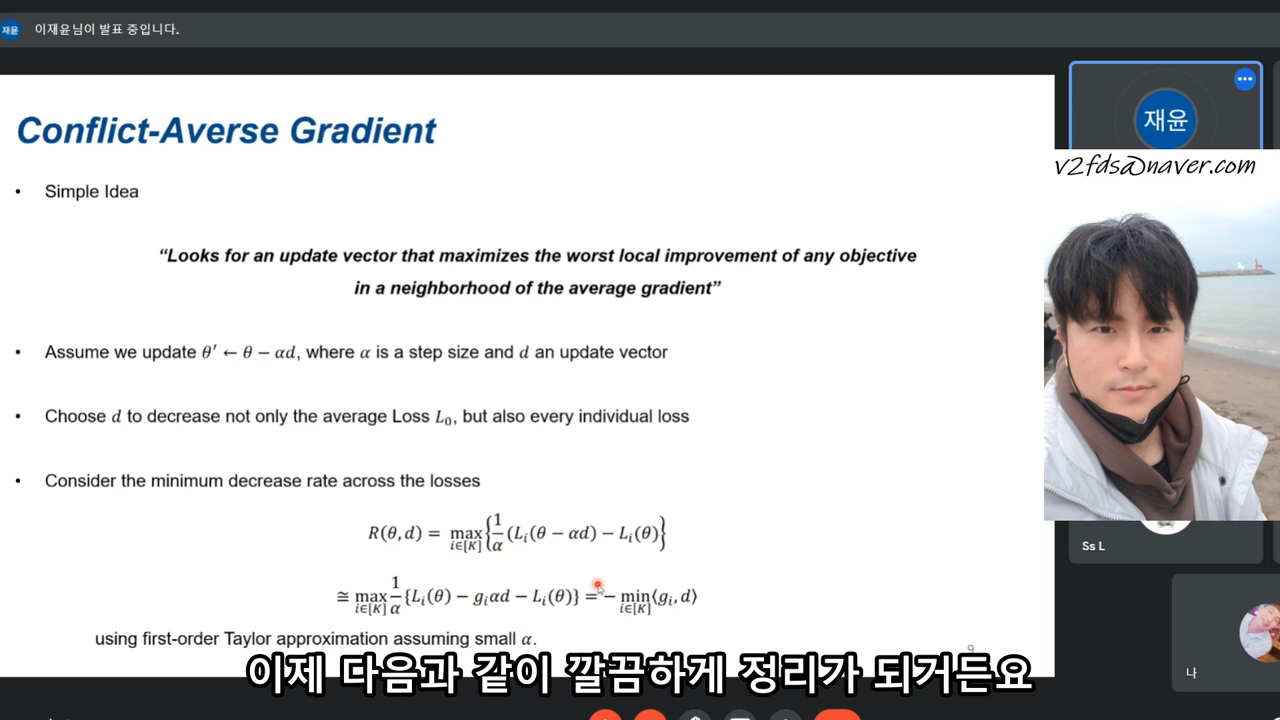 재윤
이재윤님이 발표 중입니다.
재윤
v2fds@naver.com
Conflict-Averse Gradient
• Simple Idea
“Looks for an update vector that maximizes the worst local improvement of any objective
in a neighborhood of the average gradient”
• Assume we update θ′ ← θ − αd, where α is a step size and d an update vector
• Choose d to decrease not only the average Loss L₀, but also every individual loss
• Consider the minimum decrease rate across the losses
R(θ, d) = max_{i∈[K]} {1/α (L_i(θ − αd) − L_i(θ)}
≅ max_{i∈[K]} 1/α {L_i(θ) − g_iαd − L_i(θ)} = − min_{i∈[K]} ⟨g_i, d⟩
using first-order Taylor approximation assuming small α.
9
Ss L
나
이제 다음과 같이 깔끔하게 정리가 되거든요